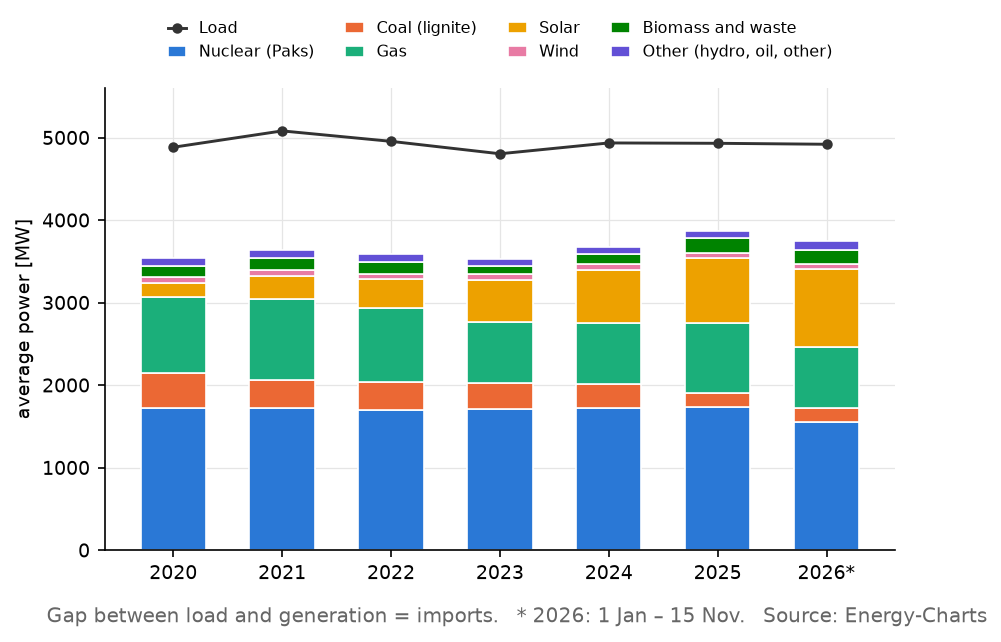 Load Coal (lignite) Solar Biomass and waste
Nuclear (Paks) Gas Wind Other (hydro, oil, other)
average power [MW]
5000
4000
3000
2000
1000
0
2020 2021 2022 2023 2024 2025 2026*
Gap between load and generation = imports. * 2026: 1 Jan – 15 Nov. Source: Energy-Charts